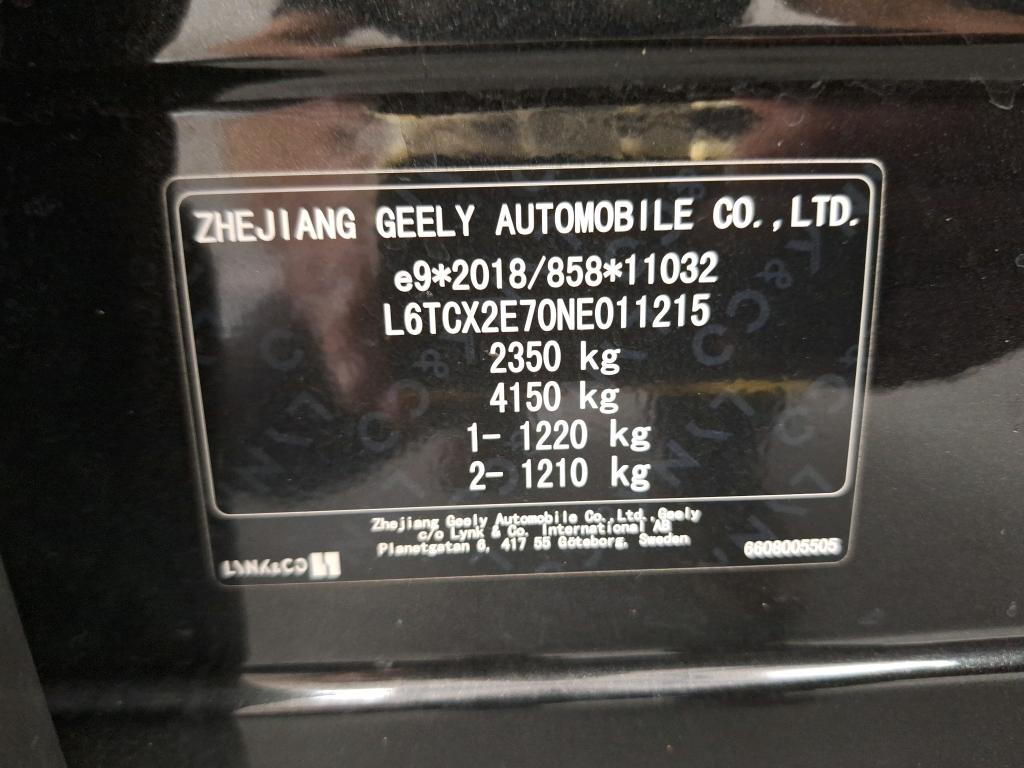 ZHEJIANG GEELY AUTOMOBILE CO.,LTD.
e9*2018/858*11032
L6TCX2E70NE011215
2350 kg
4150 kg
1- 1220 kg
2- 1210 kg
Zhejiang Geely Automobile Co.,Ltd.,Geely
c/o Lynk & Co. International AB
Planetgatan 6, 417 55 Göteborg, Sweden
LYNK&CO
6608005505